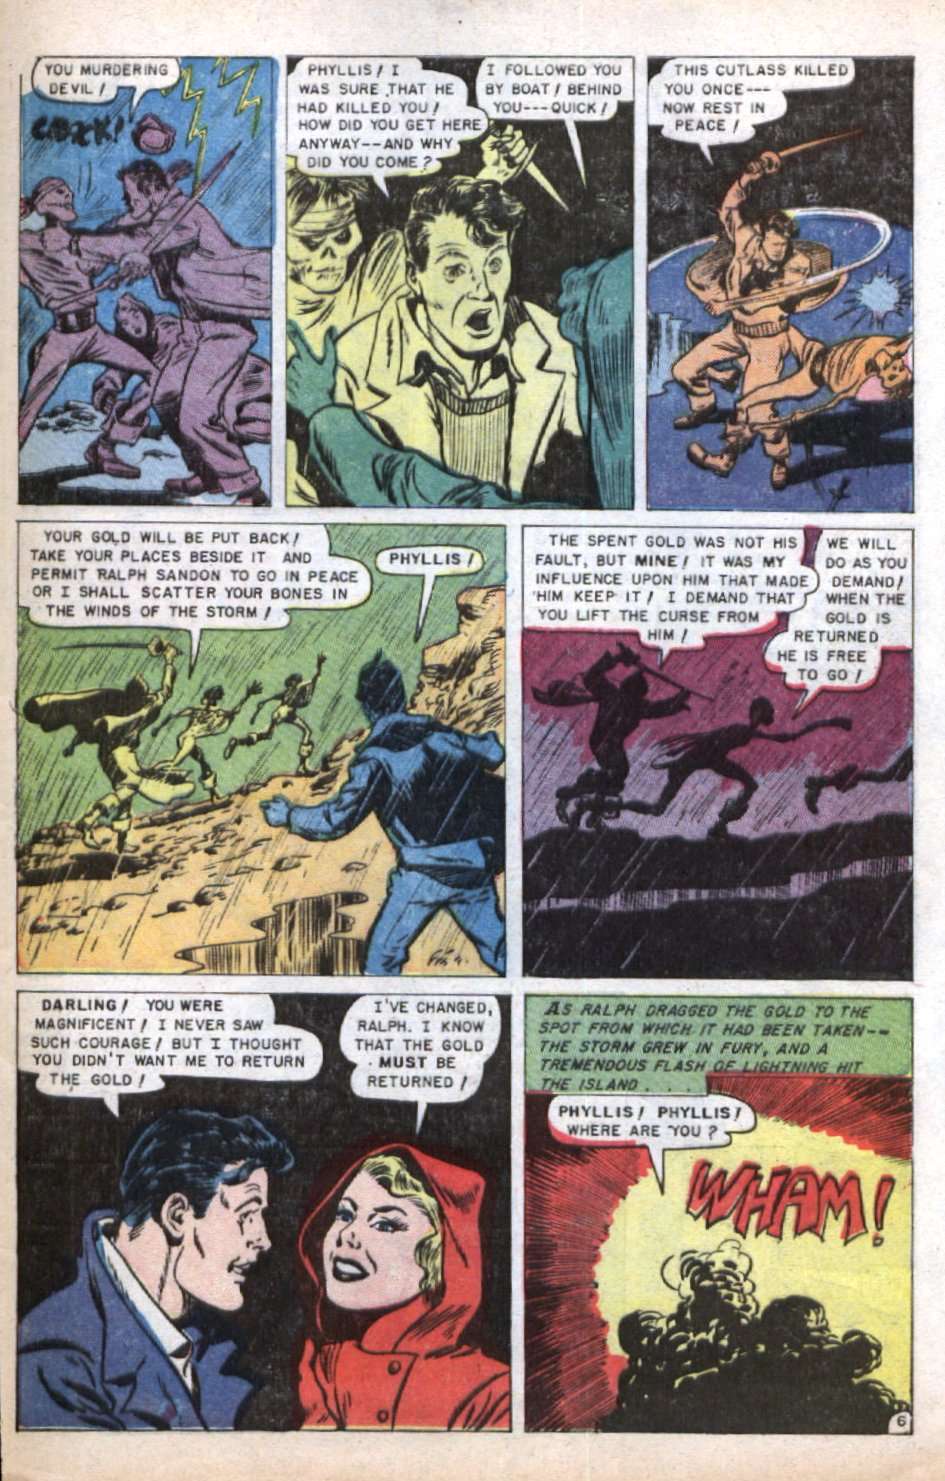 YOU MURDERING
DEVIL!
PHYLLIS! I
WAS SURE THAT HE
HAD KILLED YOU!
HOW DID YOU GET HERE
ANYWAY--AND WHY
DID YOU COME?
I FOLLOWED YOU
BY BOAT! BEHIND
YOU---QUICK!
THIS CUTLASS KILLED
YOU ONCE---
NOW REST IN
PEACE!
YOUR GOLD WILL BE PUT BACK!
TAKE YOUR PLACES BESIDE IT AND
PERMIT RALPH SANDON TO GO IN PEACE
OR I SHALL SCATTER YOUR BONES IN
THE WINDS OF THE STORM!
PHYLLIS!
THE SPENT GOLD WAS NOT HIS
FAULT, BUT MINE! IT WAS MY
INFLUENCE UPON HIM THAT MADE
HIM KEEP IT! I DEMAND THAT
YOU LIFT THE CURSE FROM
HIM!
WE WILL
DO AS YOU
DEMAND!
WHEN THE
GOLD IS
RETURNED
HE IS FREE
TO GO!
DARLING! YOU WERE
MAGNIFICENT! I NEVER SAW
SUCH COURAGE! BUT I THOUGHT
YOU DIDN'T WANT ME TO RETURN
THE GOLD!
I'VE CHANGED,
RALPH. I KNOW
THAT THE GOLD
MUST BE
RETURNED!
AS RALPH DRAGGED THE GOLD TO THE
SPOT FROM WHICH IT HAD BEEN TAKEN--
THE STORM GREW IN FURY, AND A
TREMENDOUS FLASH OF LIGHTNING HIT
THE ISLAND . . . .
PHYLLIS! PHYLLIS!
WHERE ARE YOU?
WHAM!
6